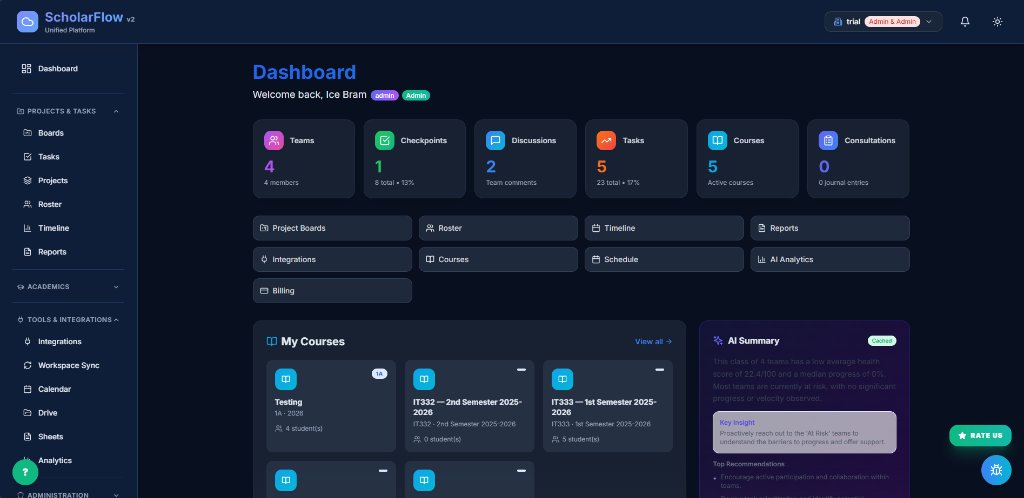 ScholarFlow v2
Unified Platform
trial Admin & Admin
Dashboard
PROJECTS & TASKS
Boards
Tasks
Projects
Roster
Timeline
Reports
ACADEMICS
TOOLS & INTEGRATIONS
Integrations
Workspace Sync
Calendar
Drive
Sheets
Analytics
?
ADMINISTRATION
Dashboard
Welcome back, Ice Bram admin Admin
Teams
4
4 members
Checkpoints
1
8 total • 13%
Discussions
2
Team comments
Tasks
5
23 total • 17%
Courses
5
Active courses
Consultations
0
0 journal entries
Project Boards
Roster
Timeline
Reports
Integrations
Courses
Schedule
AI Analytics
Billing
My Courses
View all →
1A
Testing
1A · 2026
4 student(s)
IT332 — 2nd Semester 2025-
2026
IT332 · 2nd Semester 2025-2026
0 student(s)
IT333 — 1st Semester 2025-
2026
IT333 · 1st Semester 2025-2026
5 student(s)
AI Summary
Cached
This class of 4 teams has a low average health
score of 22.4/100 and a median progress of 0%.
Most teams are currently at risk, with no significant
progress or velocity observed.
Key Insight
Proactively reach out to the 'At Risk' teams to
understand the barriers to progress and offer support.
Top Recommendations
• Encourage active participation and collaboration within
teams.
RATE US